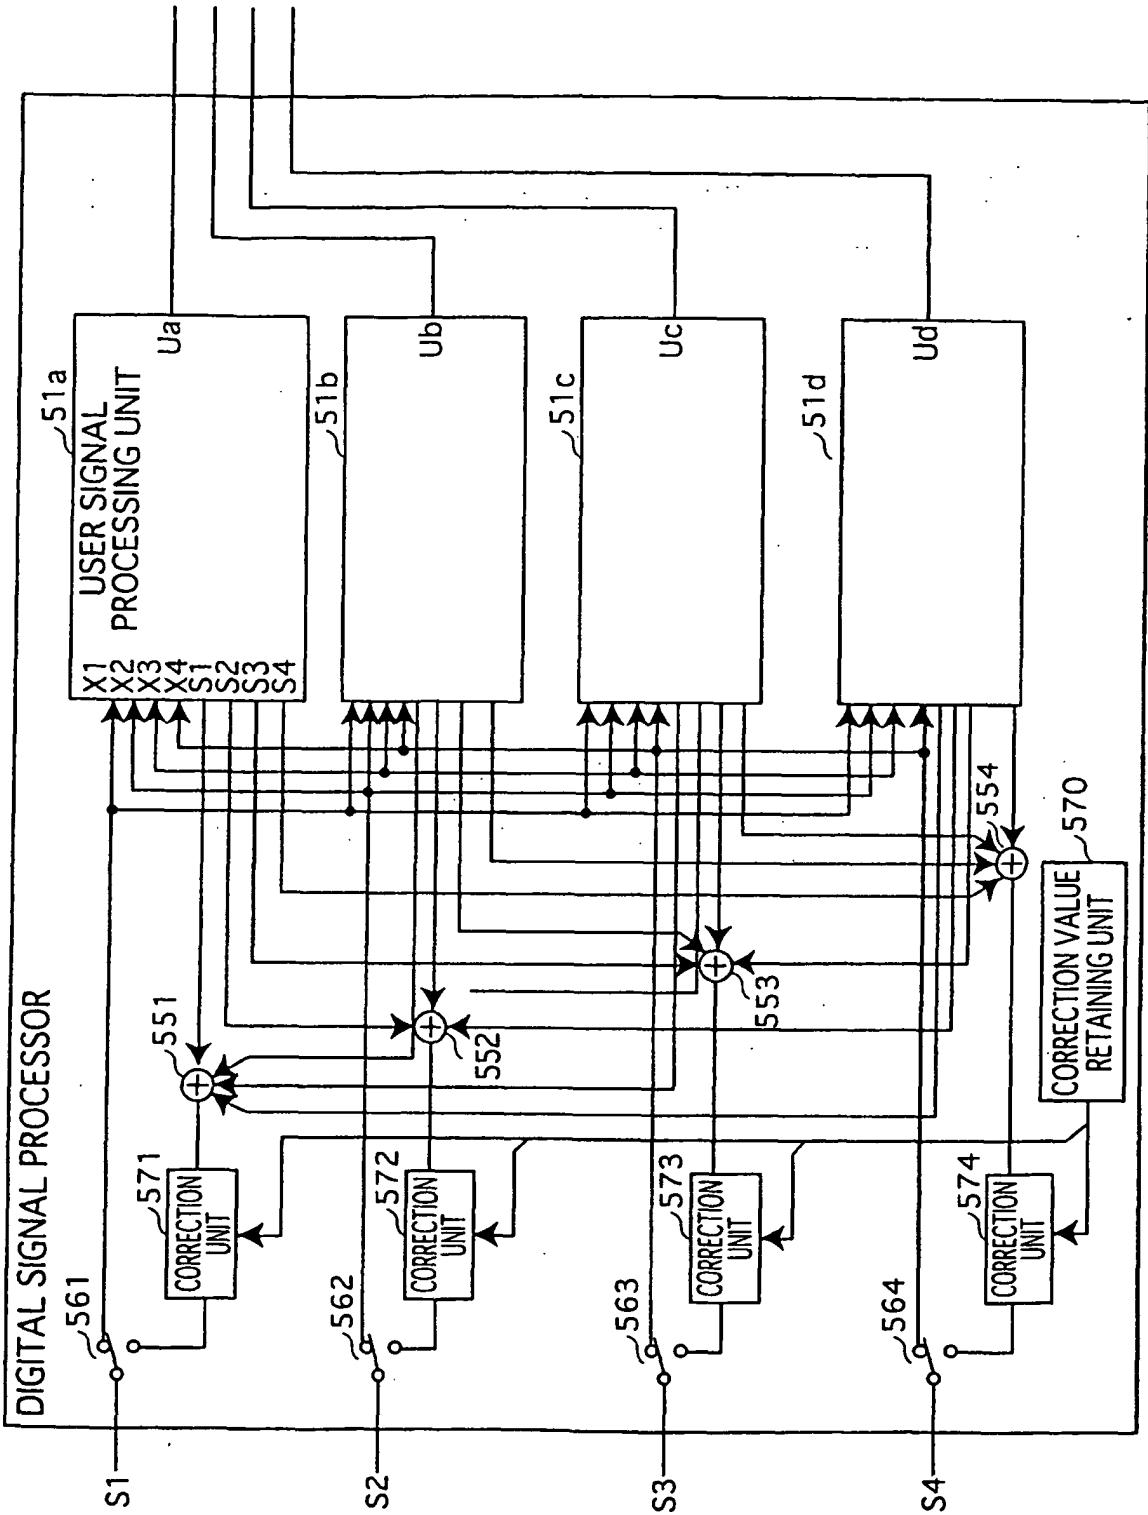 DIGITAL SIGNAL PROCESSOR
S1
561
571
CORRECTION
UNIT
551
X1
X2
X3
X4
S1
S2
S3
S4
USER SIGNAL
PROCESSING UNIT
51a
Ua
S2
562
572
CORRECTION
UNIT
552
51b
Ub
S3
563
573
CORRECTION
UNIT
553
51c
Uc
S4
564
574
CORRECTION
UNIT
554
51d
Ud
570
CORRECTION VALUE
RETAINING UNIT